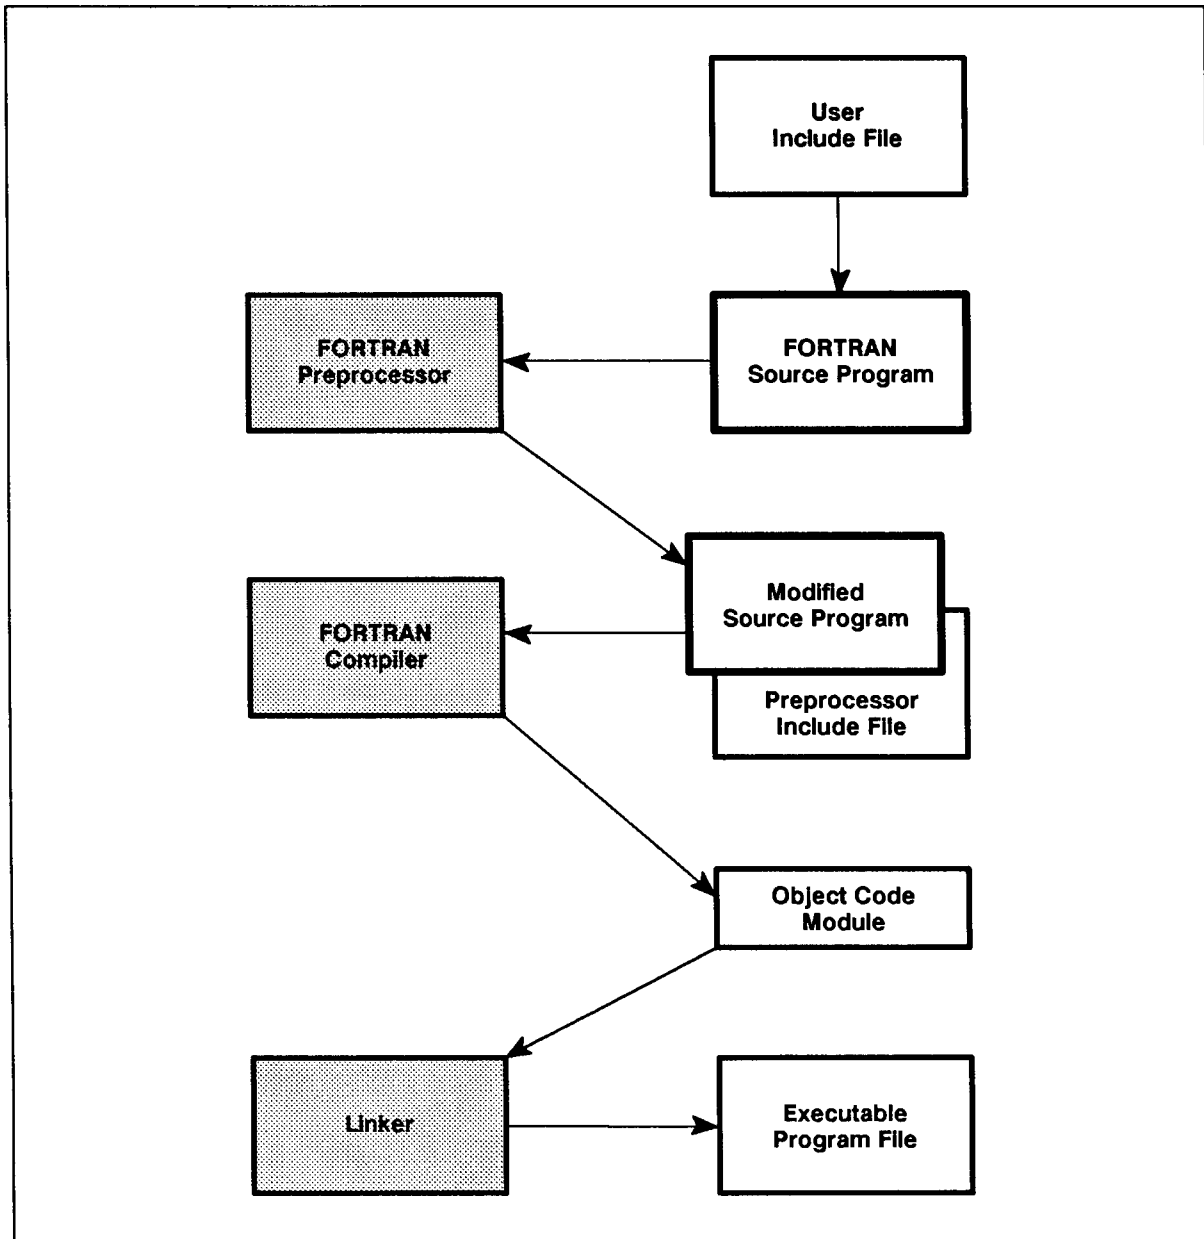 User
Include File
FORTRAN
Preprocessor
FORTRAN
Source Program
Modified
Source Program
FORTRAN
Compiler
Preprocessor
Include File
Object Code
Module
Linker
Executable
Program File